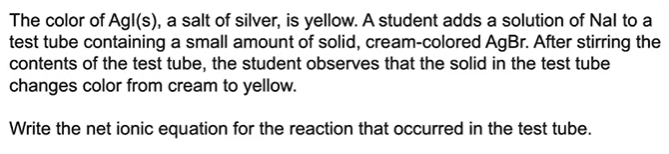 The color of AgI(s), a salt of silver, is yellow. A student adds a solution of NaI to a
test tube containing a small amount of solid, cream-colored AgBr. After stirring the
contents of the test tube, the student observes that the solid in the test tube
changes color from cream to yellow.
Write the net ionic equation for the reaction that occurred in the test tube.